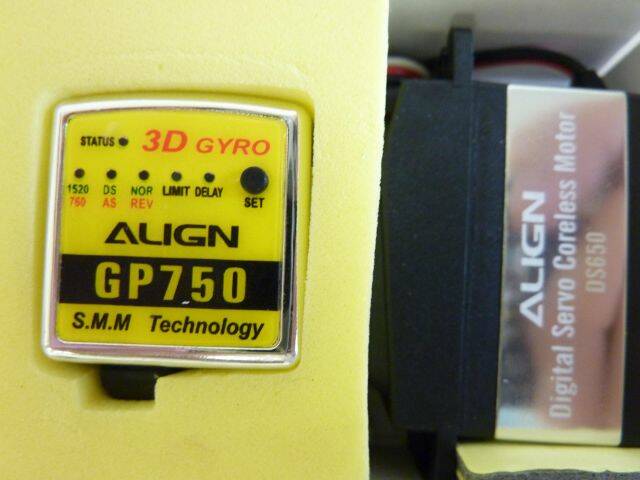 STATUS
3D GYRO
1520 DS NOR LIMIT DELAY
760 AS REV SET
ALIGN
GP750
S.M.M Technology
ALIGN
Digital Servo Coreless Motor
DS650